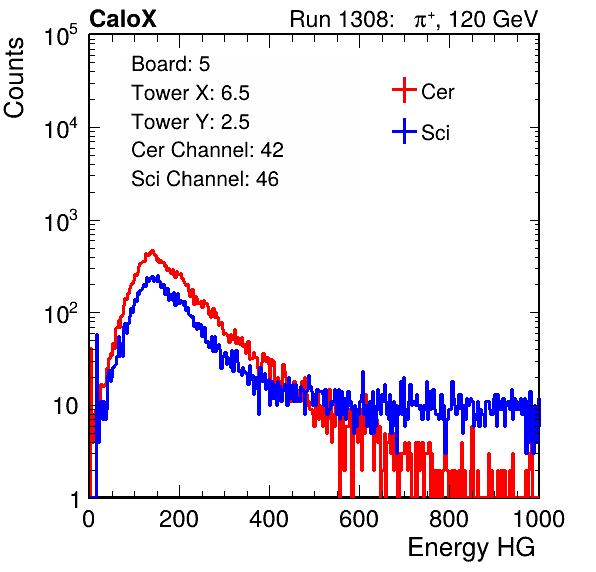 CaloX Run 1308: π⁺, 120 GeV
Counts
Board: 5
Tower X: 6.5
Tower Y: 2.5
Cer Channel: 42
Sci Channel: 46
Cer
Sci
10⁵
10⁴
10³
10²
10
1
0 200 400 600 800 1000
Energy HG